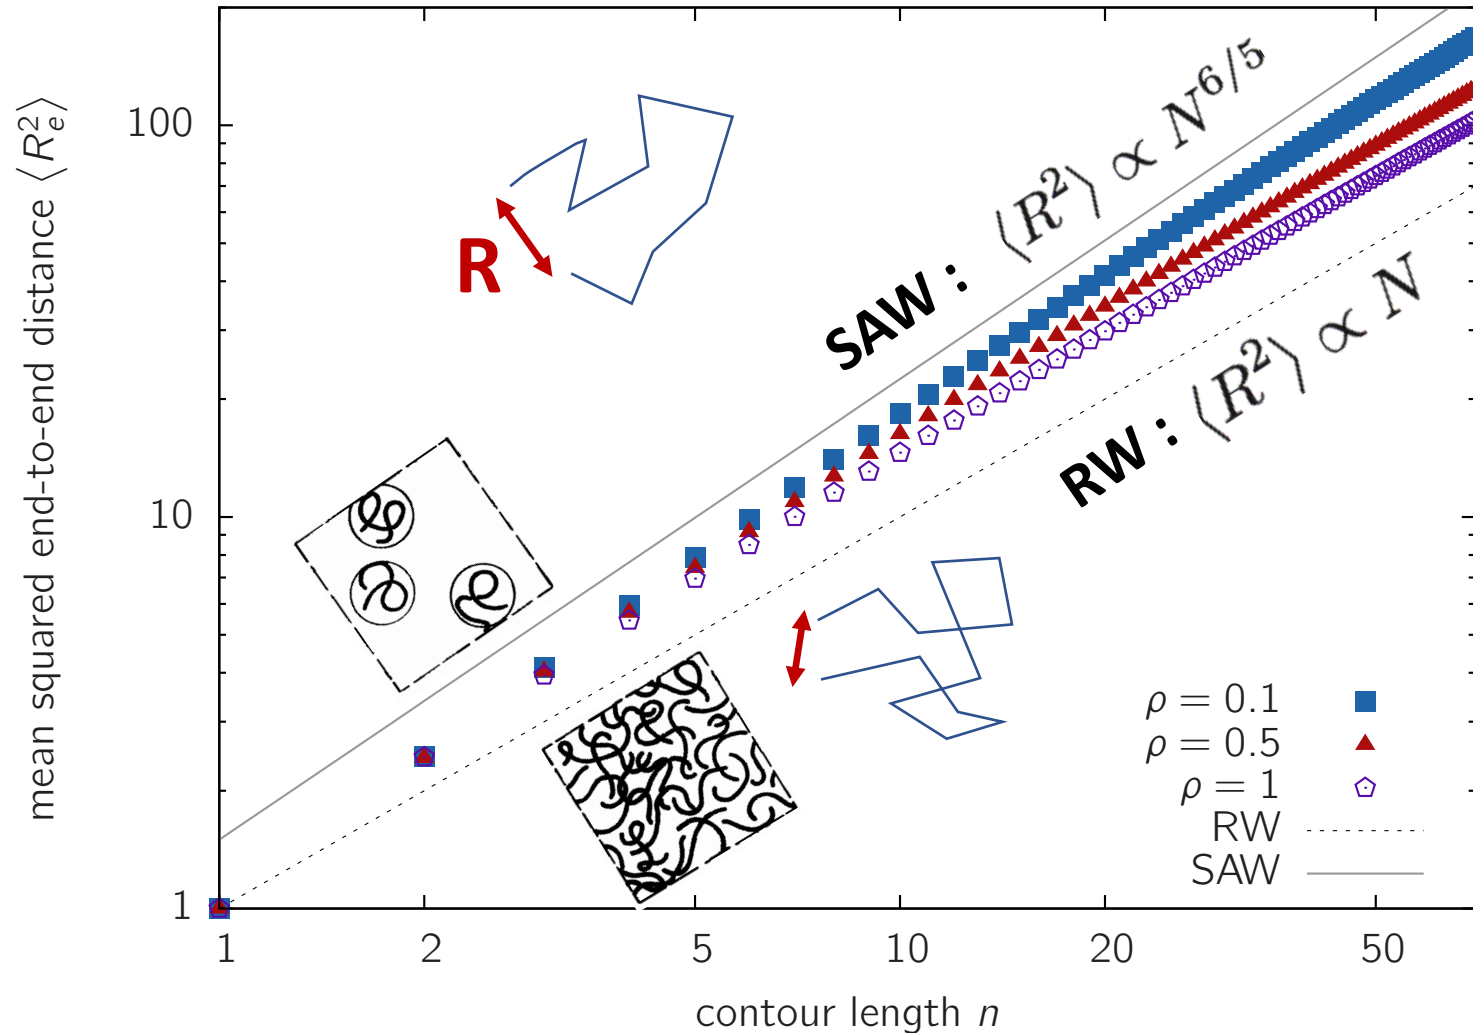 mean squared end-to-end distance ⟨R_e^2⟩
100
10
1
R
SAW : ⟨R^2⟩ ∝ N^{6/5}
RW : ⟨R^2⟩ ∝ N
ρ = 0.1
ρ = 0.5
ρ = 1
RW
SAW
1 2 5 10 20 50
contour length n